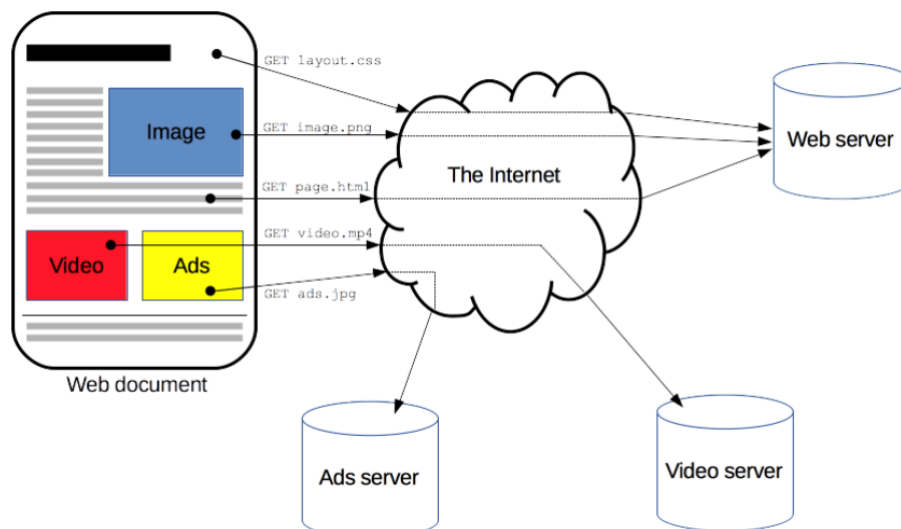 GET layout.css
Image
GET image.png
Web server
The Internet
GET page.html
GET video.mp4
Video
Ads
GET ads.jpg
Web document
Ads server
Video server